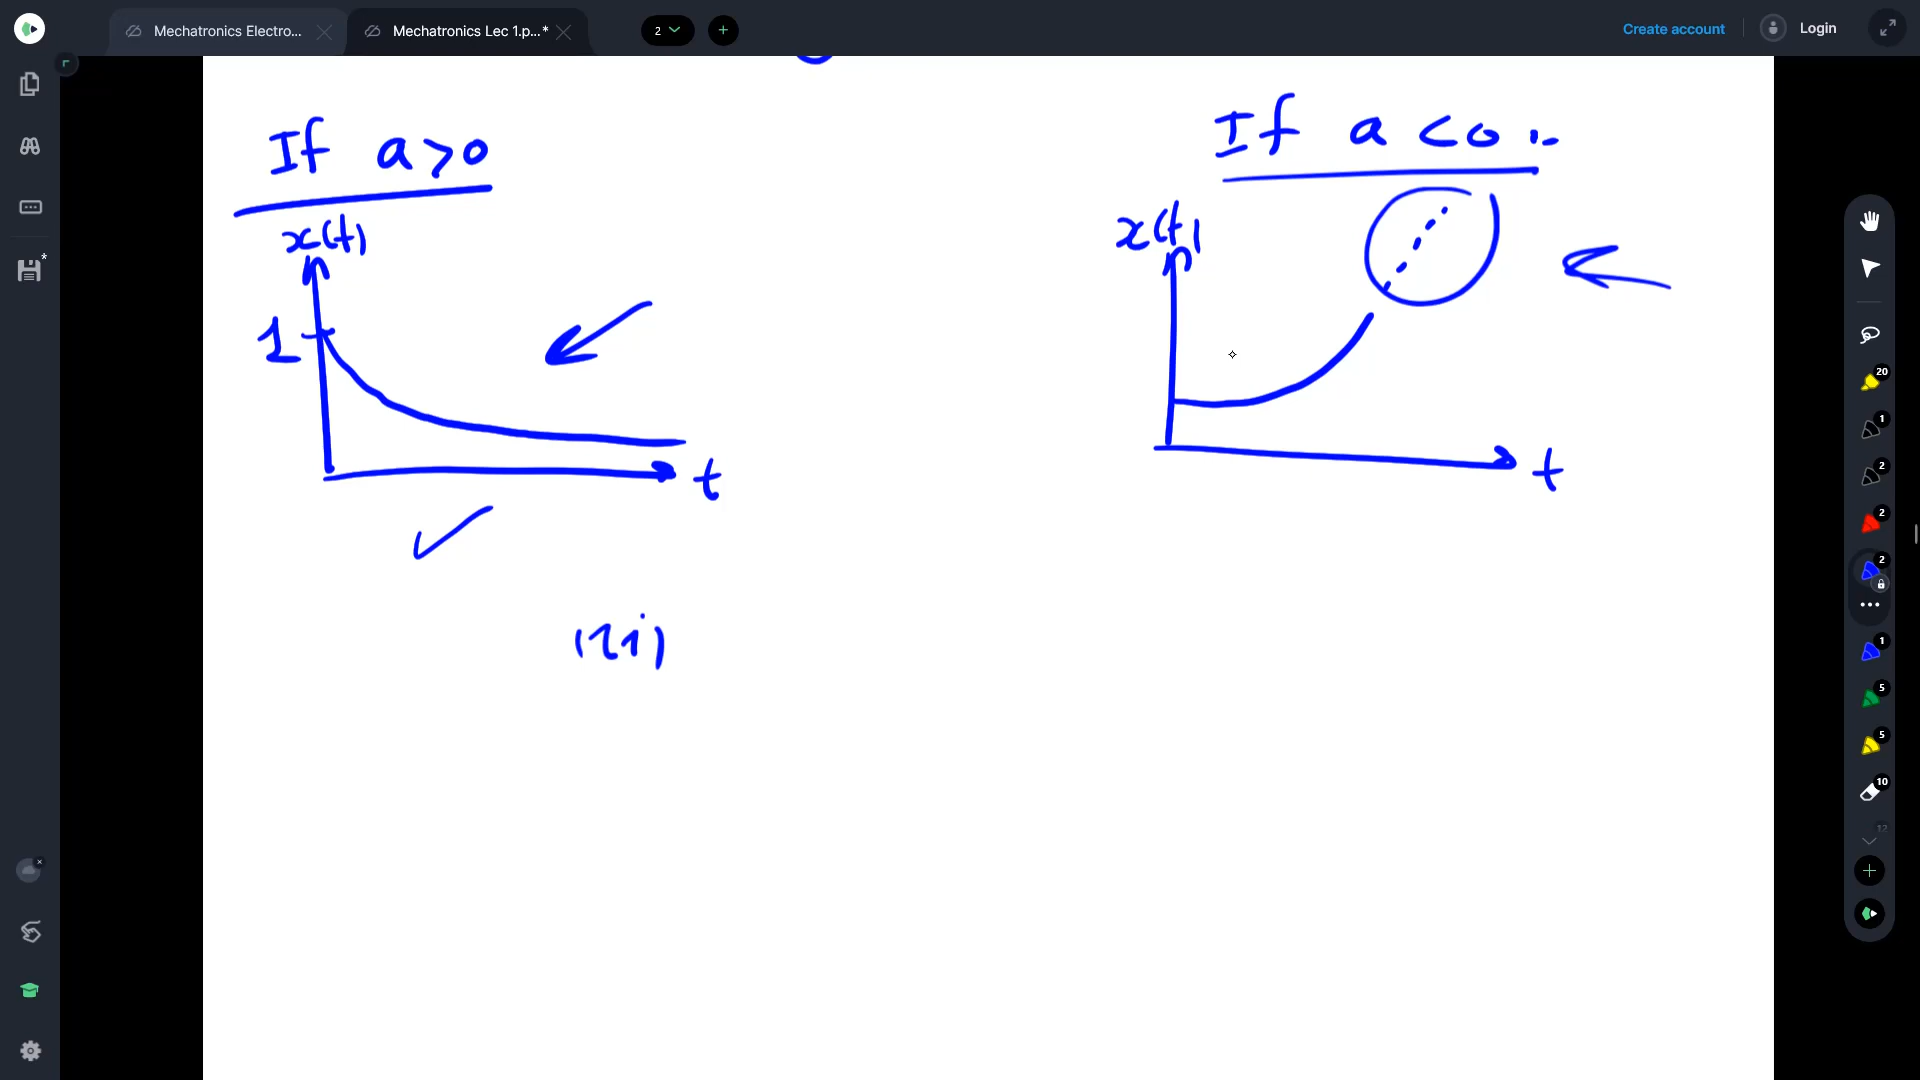 Mechatronics Electro...
Mechatronics Lec 1.p...*
2
Create account
Login
If a>0
x(t)
1
t
If a<0 :-
x(t)
t
20
1
2
2
2
1
5
5
10
12